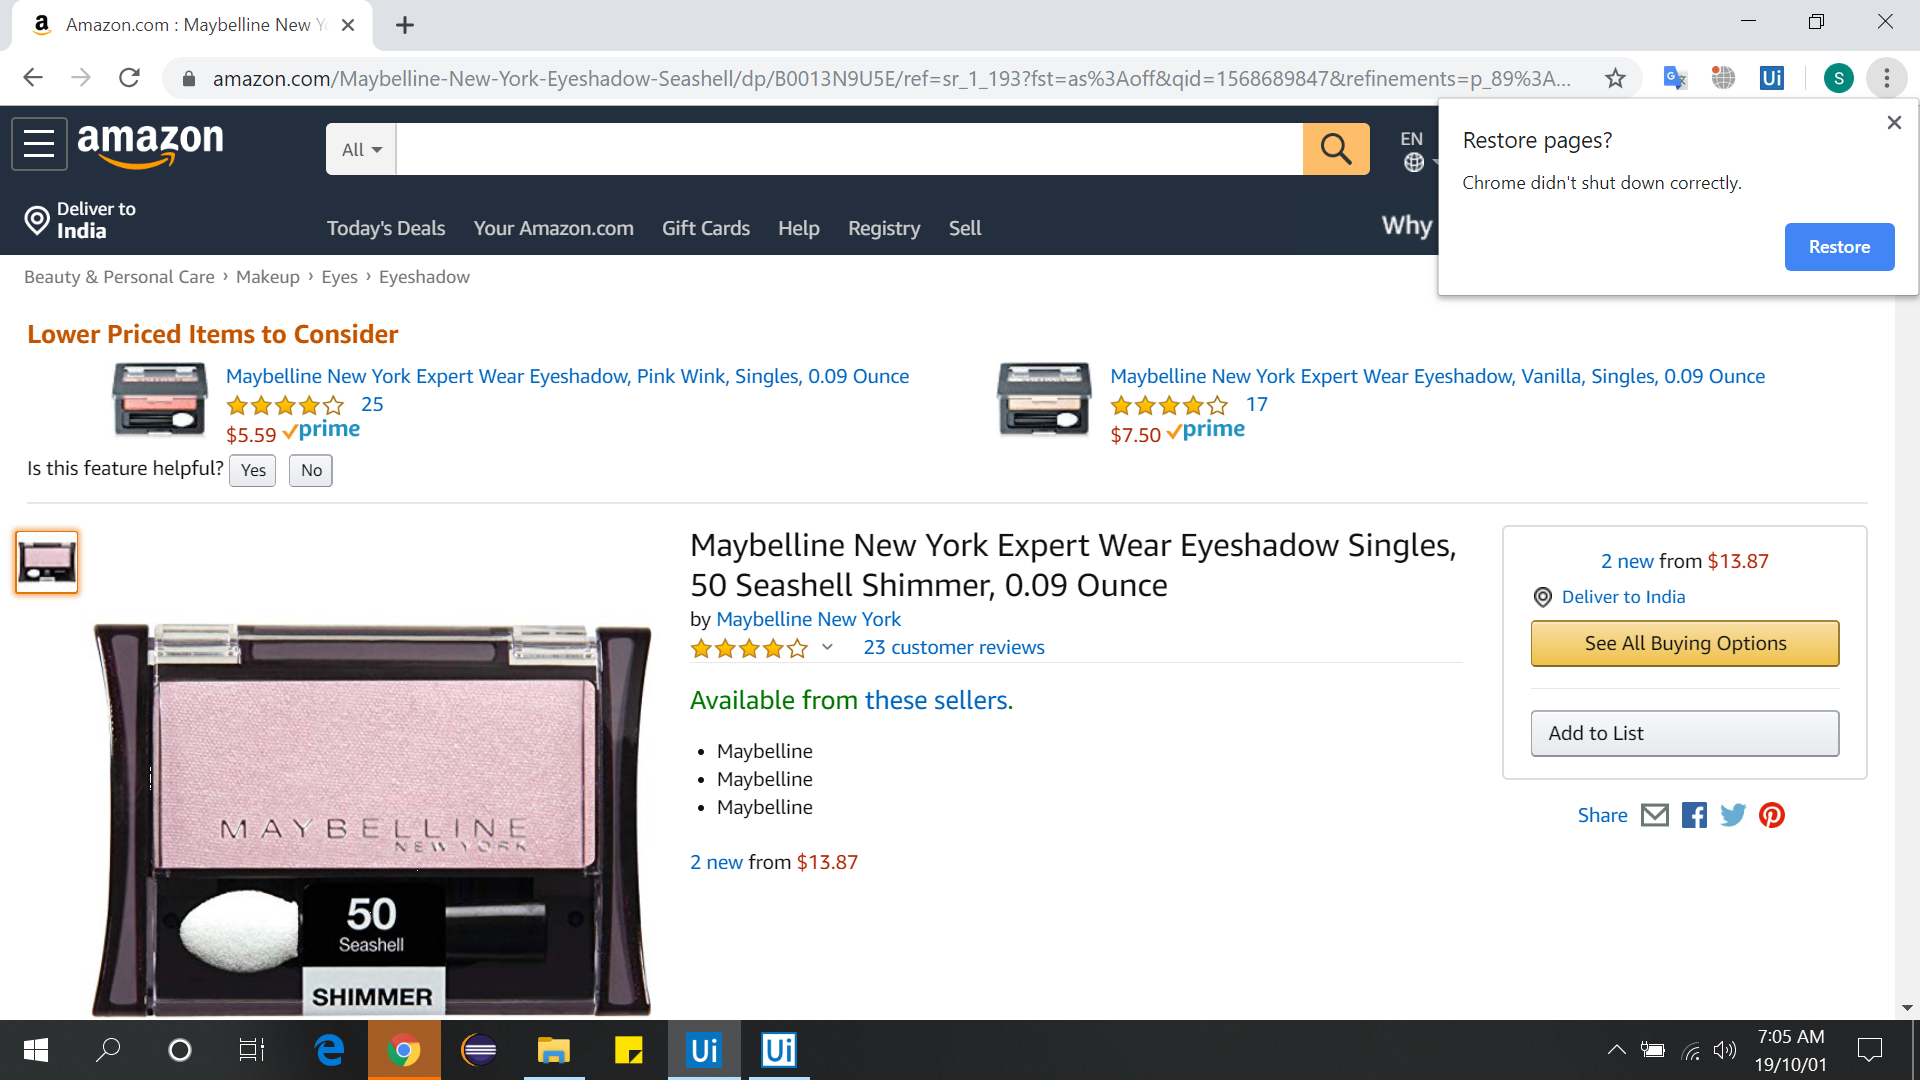 Amazon.com : Maybelline New Y
amazon.com/Maybelline-New-York-Eyeshadow-Seashell/dp/B0013N9U5E/ref=sr_1_193?fst=as%3Aoff&qid=1568689847&refinements=p_89%3A...
Ui
S
Restore pages?
Chrome didn't shut down correctly.
Restore
amazon
All
EN
Deliver to
India
Today's Deals
Your Amazon.com
Gift Cards
Help
Registry
Sell
Why
Beauty & Personal Care › Makeup › Eyes › Eyeshadow
Lower Priced Items to Consider
Maybelline New York Expert Wear Eyeshadow, Pink Wink, Singles, 0.09 Ounce
25
$5.59 prime
Maybelline New York Expert Wear Eyeshadow, Vanilla, Singles, 0.09 Ounce
17
$7.50 prime
Is this feature helpful? Yes No
MAYBELLINE
NEW YORK
50
Seashell
SHIMMER
Maybelline New York Expert Wear Eyeshadow Singles,
50 Seashell Shimmer, 0.09 Ounce
by Maybelline New York
23 customer reviews
Available from these sellers.
• Maybelline
• Maybelline
• Maybelline
2 new from $13.87
2 new from $13.87
Deliver to India
See All Buying Options
Add to List
Share
Ui
Ui
7:05 AM
19/10/01